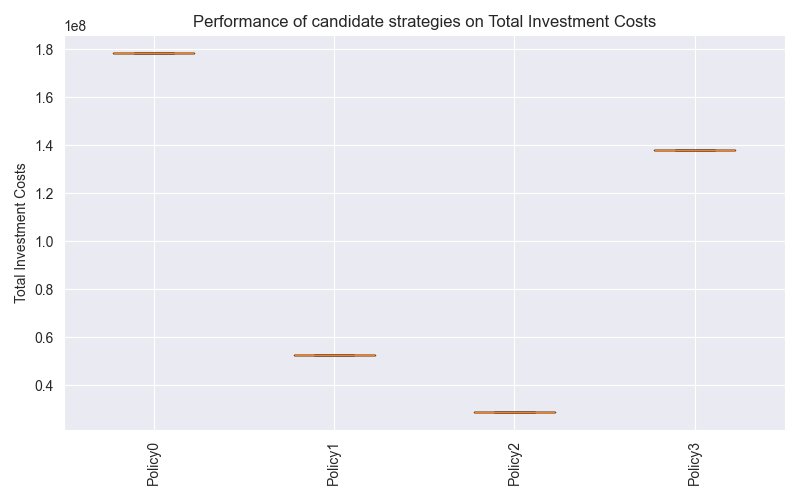 Performance of candidate strategies on Total Investment Costs
1e8
1.8
1.6
1.4
1.2
1.0
0.8
0.6
0.4
Total Investment Costs
Policy0
Policy1
Policy2
Policy3